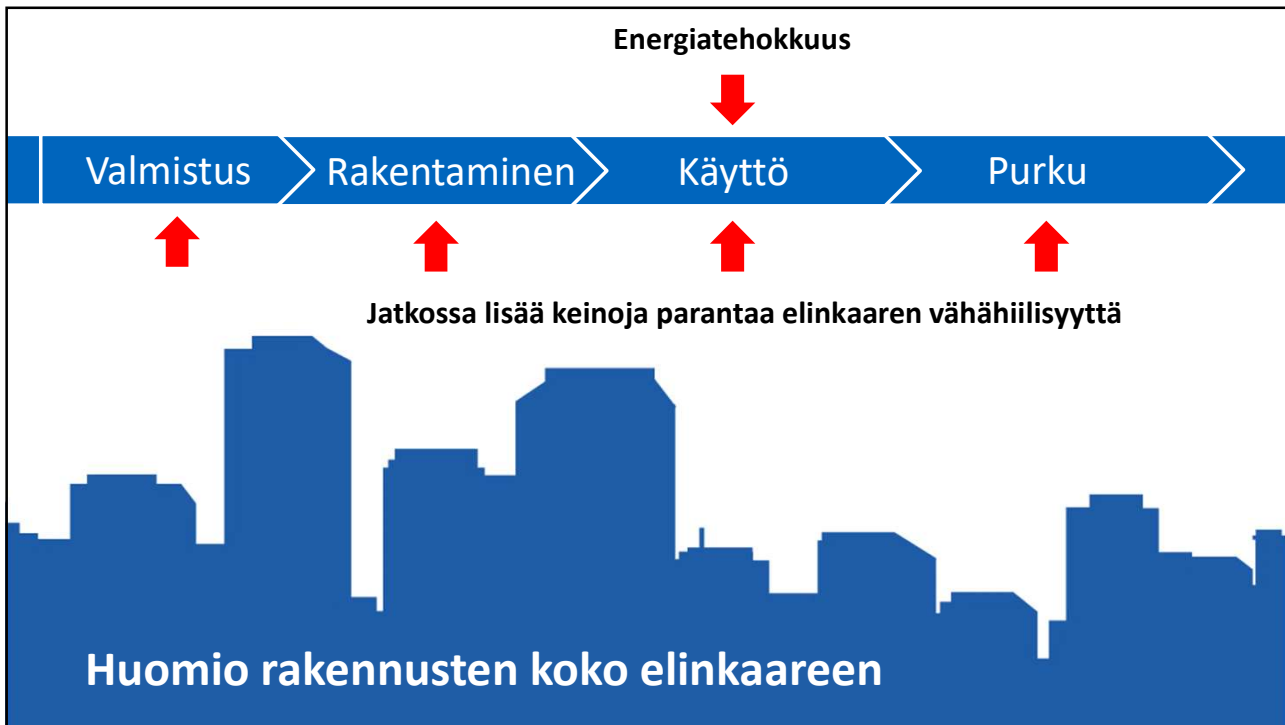 Energiatehokkuus
Valmistus
Rakentaminen
Käyttö
Purku
Jatkossa lisää keinoja parantaa elinkaaren vähähiilisyyttä
Huomio rakennusten koko elinkaareen